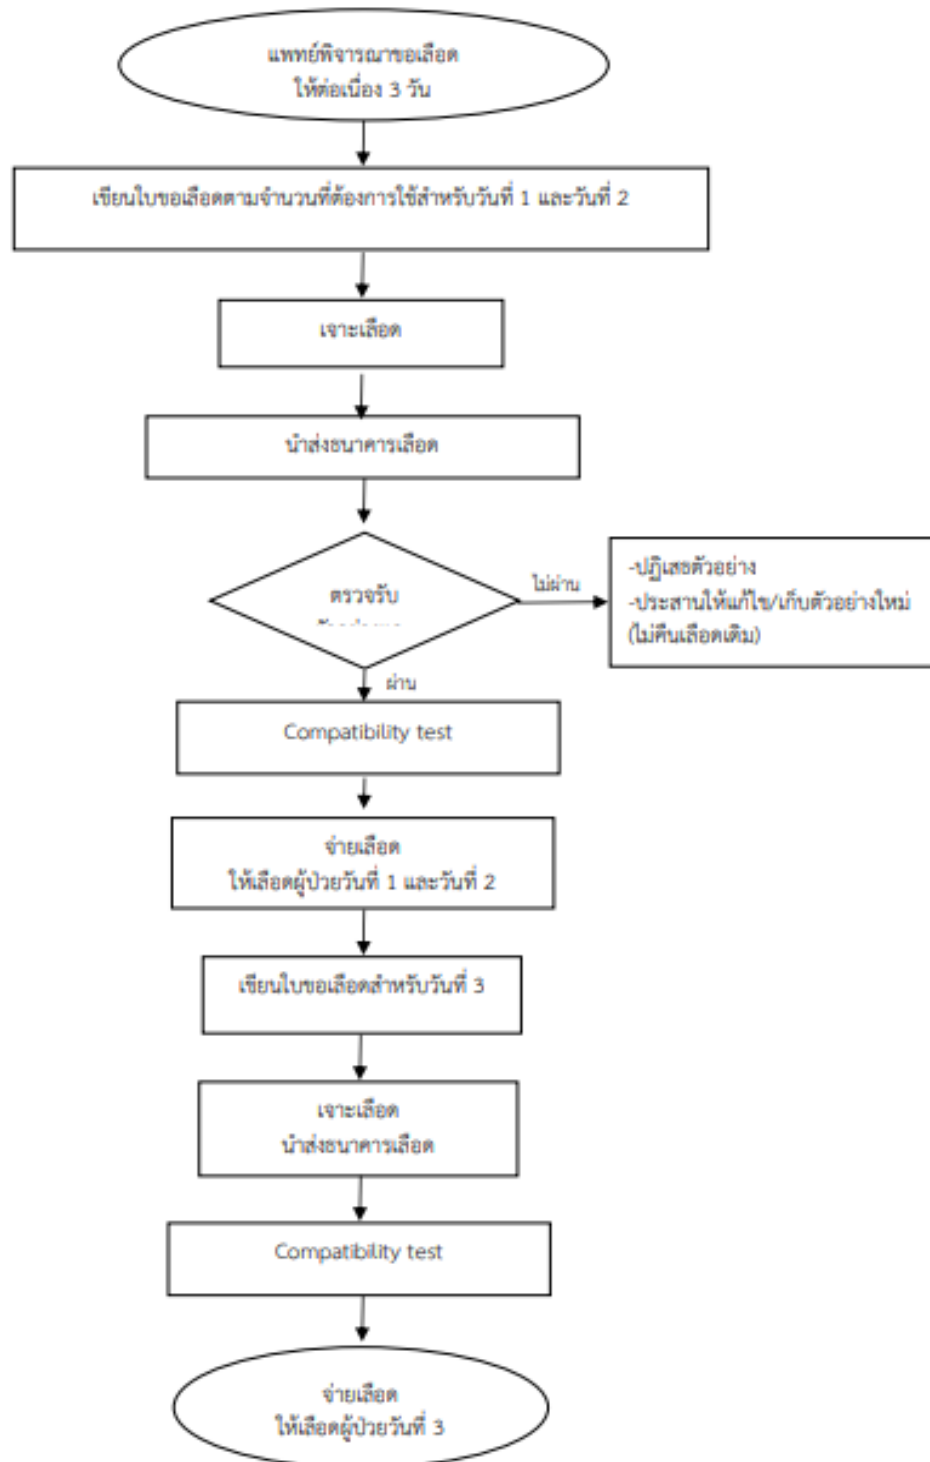 แพทย์พิจารณาขอเลือด
ให้ต่อเนื่อง 3 วัน
เขียนใบขอเลือดตามจำนวนที่ต้องการใช้สำหรับวันที่ 1 และวันที่ 2
เจาะเลือด
นำส่งธนาคารเลือด
ตรวจรับ
ไม่ผ่าน
-ปฏิเสธตัวอย่าง
-ประสานให้แก้ไข/เก็บตัวอย่างใหม่
(ไม่คืนเลือดเดิม)
ผ่าน
Compatibility test
จ่ายเลือด
ให้เลือดผู้ป่วยวันที่ 1 และวันที่ 2
เขียนใบขอเลือดสำหรับวันที่ 3
เจาะเลือด
นำส่งธนาคารเลือด
Compatibility test
จ่ายเลือด
ให้เลือดผู้ป่วยวันที่ 3